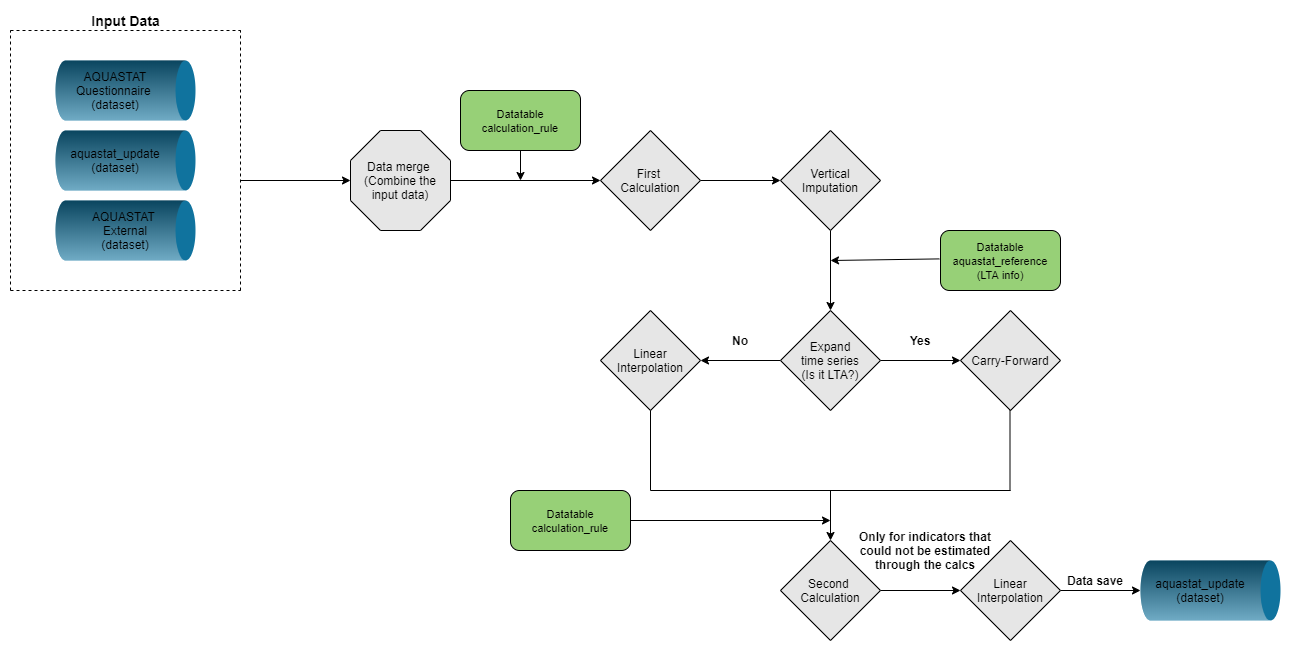 Input Data
AQUASTAT
Questionnaire
(dataset)
aquastat_update
(dataset)
AQUASTAT
External
(dataset)
Data merge
(Combine the
input data)
Datatable
calculation_rule
First
Calculation
Vertical
Imputation
Datatable
aquastat_reference
(LTA info)
Linear
Interpolation
No
Expand
time series
(Is it LTA?)
Yes
Carry-Forward
Datatable
calculation_rule
Second
Calculation
Only for indicators that
could not be estimated
through the calcs
Linear
Interpolation
Data save
aquastat_update
(dataset)